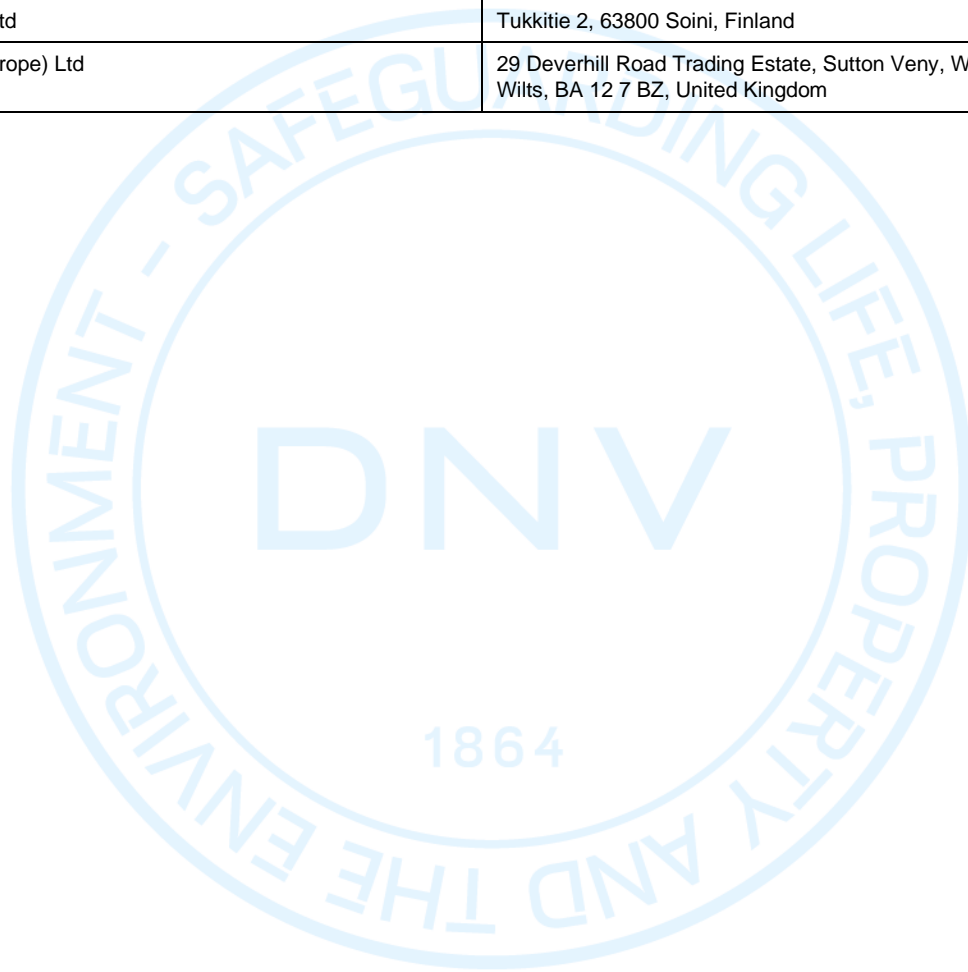 td
Tukkitie 2, 63800 Soini, Finland
rope) Ltd
29 Deverhill Road Trading Estate, Sutton Veny, W
Wilts, BA 12 7 BZ, United Kingdom
SAFEGUARDING LIFE, PROPERTY AND THE ENVIRONMENT -
DNV
1864